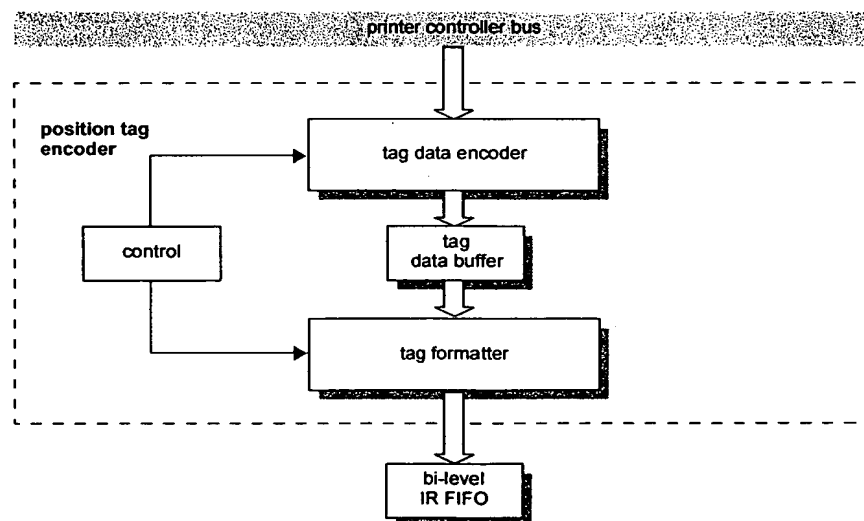 printer controller bus
position tag
encoder
tag data encoder
control
tag
data buffer
tag formatter
bi-level
IR FIFO